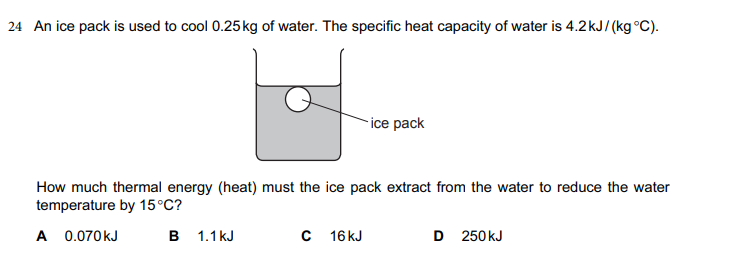 24 An ice pack is used to cool 0.25 kg of water. The specific heat capacity of water is 4.2 kJ/(kg °C).
ice pack
How much thermal energy (heat) must the ice pack extract from the water to reduce the water
temperature by 15 °C?
A 0.070 kJ B 1.1 kJ C 16 kJ D 250 kJ